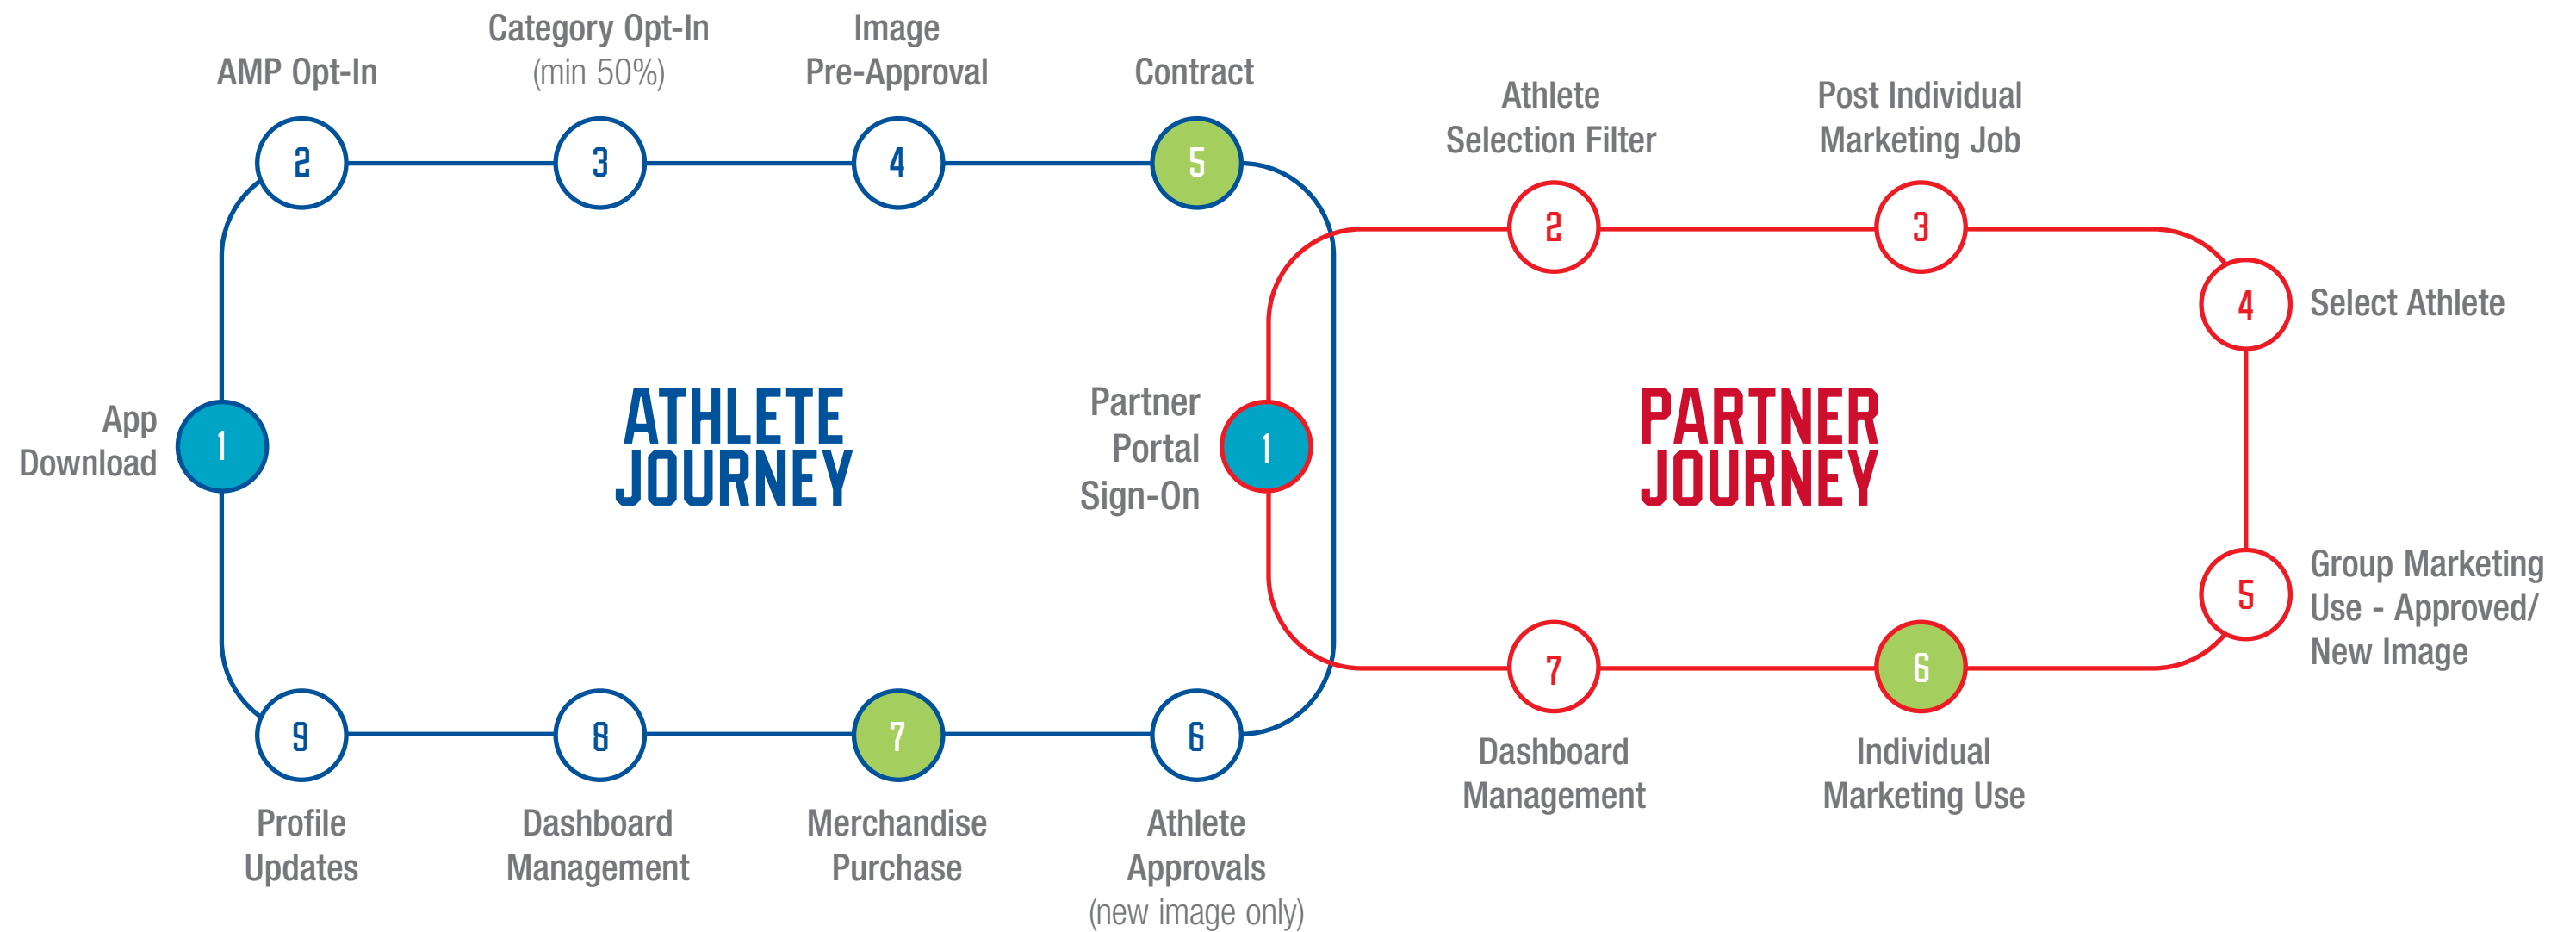 AMP Opt-In
2
Category Opt-In
(min 50%)
3
Image
Pre-Approval
4
Contract
5
App
Download
1
ATHLETE
JOURNEY
9
Profile
Updates
8
Dashboard
Management
7
Merchandise
Purchase
6
Athlete
Approvals
(new image only)
Partner
Portal
Sign-On
1
Athlete
Selection Filter
2
Post Individual
Marketing Job
3
4
Select Athlete
PARTNER
JOURNEY
5
Group Marketing
Use - Approved/
New Image
6
Individual
Marketing Use
7
Dashboard
Management